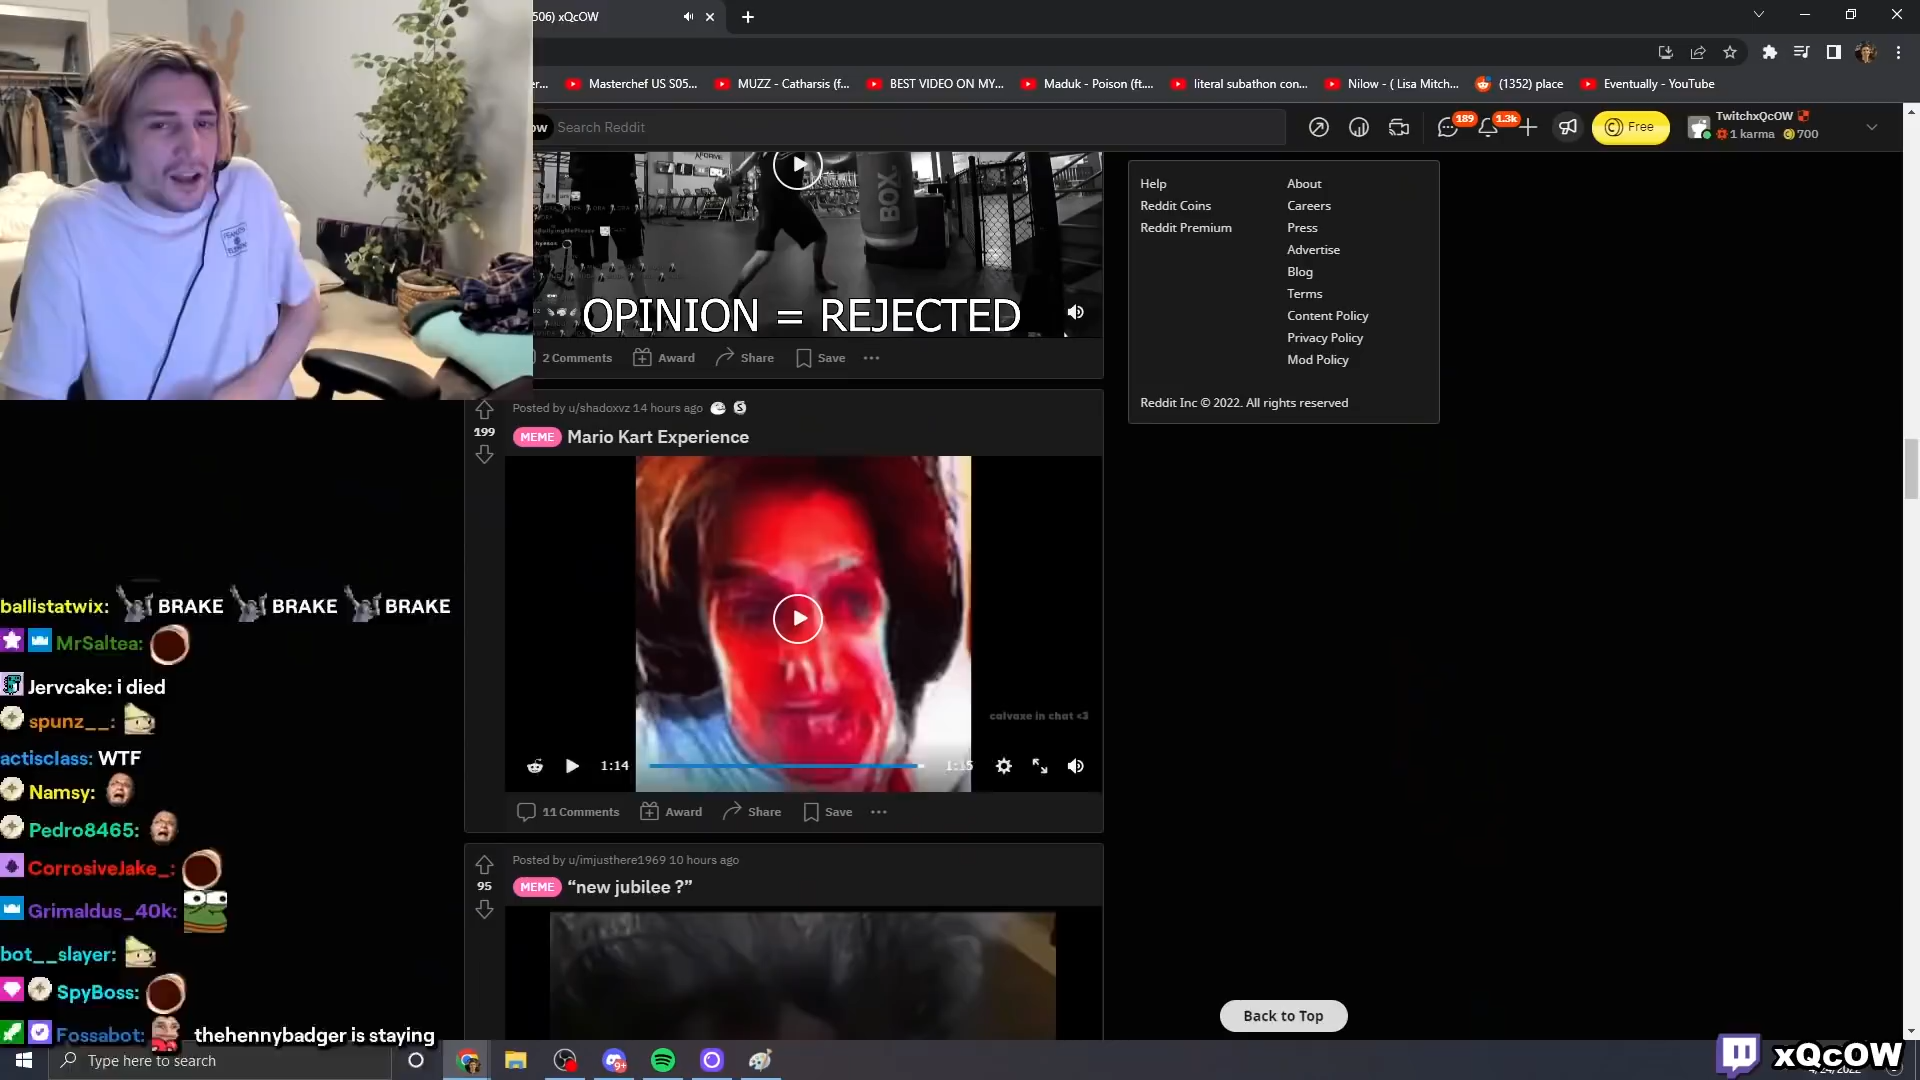 506) xQcOW
er...
Masterchef US S05...
MUZZ - Catharsis (f...
BEST VIDEO ON MY...
Maduk - Poison (ft....
literal subathon con...
Nilow - ( Lisa Mitch...
(1352) place
Eventually - YouTube
ow
Search Reddit
189
1.3k
Free
TwitchxQcOW
1 karma
700
BOX
OPINION = REJECTED
2 Comments
Award
Share
Save
Help
About
Reddit Coins
Careers
Reddit Premium
Press
Advertise
Blog
Terms
Content Policy
Privacy Policy
Mod Policy
Reddit Inc © 2022. All rights reserved
Posted by u/shadoxvz 14 hours ago
199
MEME Mario Kart Experience
calvaxe in chat <3
1:14
1:15
11 Comments
Award
Share
Save
Posted by u/imjusthere1969 10 hours ago
95
MEME “new jubilee ?”
Back to Top
ballistatwix: BRAKE BRAKE BRAKE
MrSaltea:
Jervcake: i died
spunz__:
actisclass: WTF
Namsy:
Pedro8465:
CorrosiveJake_:
Grimaldus_40k:
bot__slayer:
SpyBoss:
Fossabot: thehennybadger is staying
Type here to search
9+
xQcOW